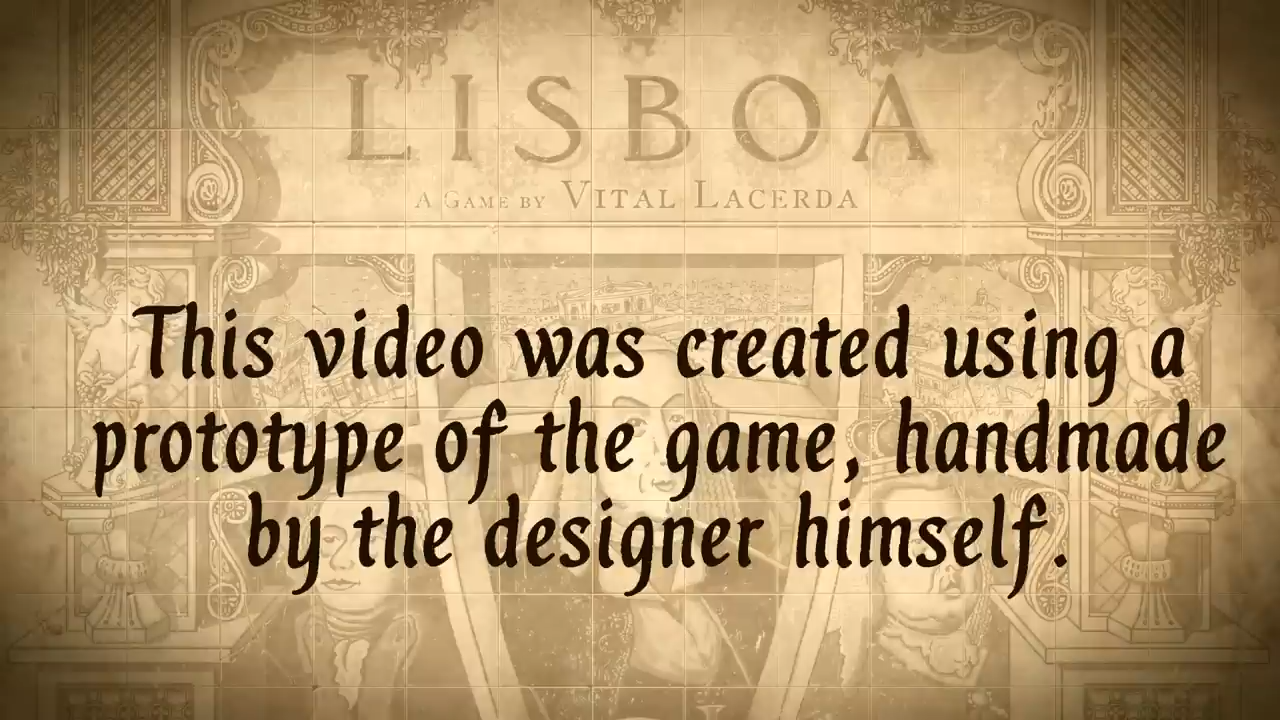 LISBOA
A GAME BY VITAL LACERDA
This video was created using a
prototype of the game, handmade
by the designer himself.